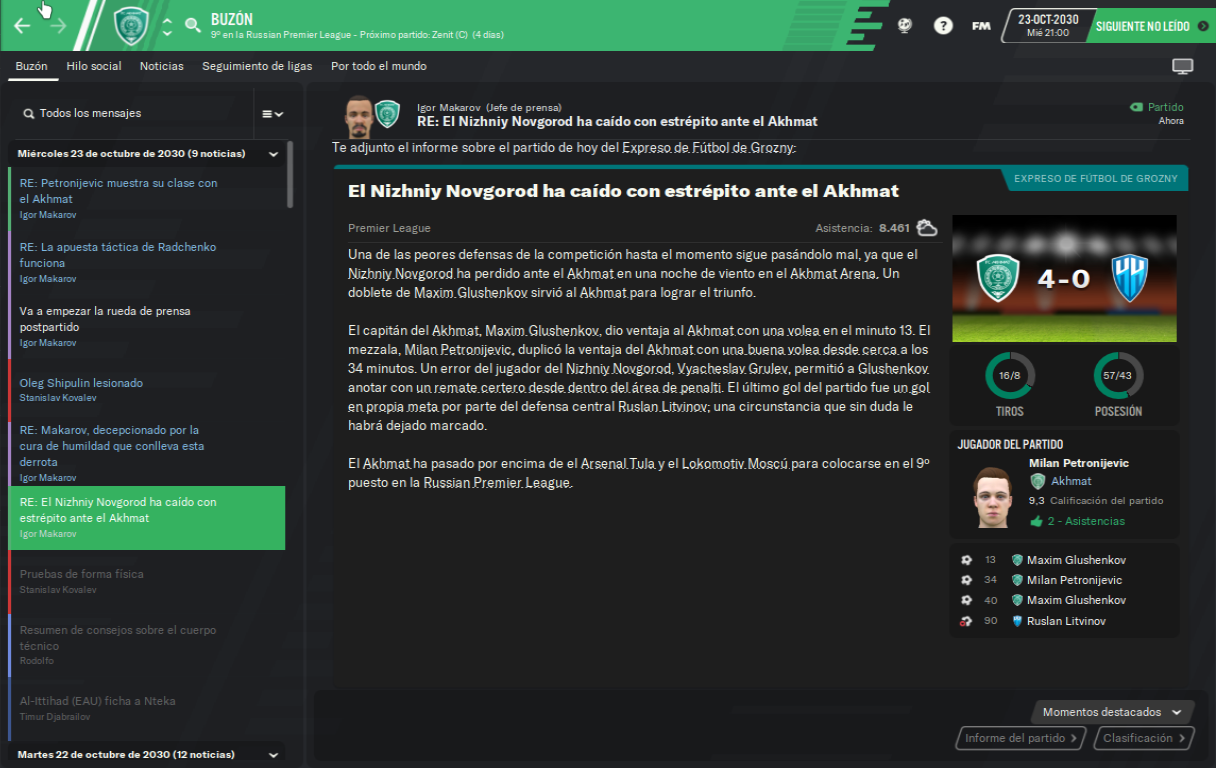 BUZÓN
9º en la Russian Premier League - Próximo partido: Zenit (C) (4 días)
?
FM
23-OCT-2030
Mié 21:00
SIGUIENTE NO LEÍDO
Buzón
Hilo social
Noticias
Seguimiento de ligas
Por todo el mundo
Todos los mensajes
Miércoles 23 de octubre de 2030 (9 noticias)
RE: Petronijevic muestra su clase con
el Akhmat
Igor Makarov
RE: La apuesta táctica de Radchenko
funciona
Igor Makarov
Va a empezar la rueda de prensa
postpartido
Igor Makarov
Oleg Shipulin lesionado
Stanislav Kovalev
RE: Makarov, decepcionado por la
cura de humildad que conlleva esta
derrota
Igor Makarov
RE: El Nizhniy Novgorod ha caído con
estrépito ante el Akhmat
Igor Makarov
Pruebas de forma física
Stanislav Kovalev
Resumen de consejos sobre el cuerpo
técnico
Rodolfo
Al-Ittihad (EAU) ficha a Nteka
Timur Djabrailov
Martes 22 de octubre de 2030 (12 noticias)
Igor Makarov (Jefe de prensa)
RE: El Nizhniy Novgorod ha caído con estrépito ante el Akhmat
Partido
Ahora
Te adjunto el informe sobre el partido de hoy del Expreso de Fútbol de Grozny:
EXPRESO DE FÚTBOL DE GROZNY
El Nizhniy Novgorod ha caído con estrépito ante el Akhmat
Premier League
Asistencia: 8.461
Una de las peores defensas de la competición hasta el momento sigue pasándolo mal, ya que el
Nizhniy Novgorod ha perdido ante el Akhmat en una noche de viento en el Akhmat Arena. Un
doblete de Maxim Glushenkov sirvió al Akhmat para lograr el triunfo.
El capitán del Akhmat, Maxim Glushenkov, dio ventaja al Akhmat con una volea en el minuto 13. El
mezzala, Milan Petronijevic, duplicó la ventaja del Akhmat con una buena volea desde cerca a los
34 minutos. Un error del jugador del Nizhniy Novgorod, Vyacheslav Grulev, permitió a Glushenkov
anotar con un remate certero desde dentro del área de penalti. El último gol del partido fue un gol
en propia meta por parte del defensa central Ruslan Litvinov; una circunstancia que sin duda le
habrá dejado marcado.
El Akhmat ha pasado por encima de el Arsenal Tula y el Lokomotiv Moscú para colocarse en el 9º
puesto en la Russian Premier League.
4-0
16/8
57/43
TIROS
POSESIÓN
JUGADOR DEL PARTIDO
Milan Petronijevic
Akhmat
9,3 Calificación del partido
2 - Asistencias
13 Maxim Glushenkov
34 Milan Petronijevic
40 Maxim Glushenkov
90 Ruslan Litvinov
Momentos destacados
Informe del partido
Clasificación